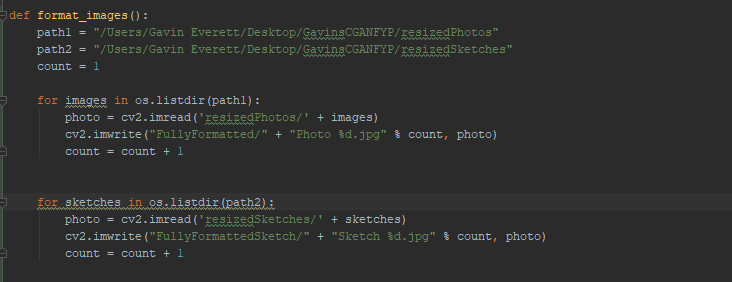 def format_images():
    path1 = "/Users/Gavin Everett/Desktop/GavinsCGANFYP/resizedPhotos"
    path2 = "/Users/Gavin Everett/Desktop/GavinsCGANFYP/resizedSketches"
    count = 1
    for images in os.listdir(path1):
        photo = cv2.imread('resizedPhotos/' + images)
        cv2.imwrite("FullyFormatted/" + "Photo %d.jpg" % count, photo)
        count = count + 1
    for sketches in os.listdir(path2):
        photo = cv2.imread('resizedSketches/' + sketches)
        cv2.imwrite("FullyFormattedSketch/" + "Sketch %d.jpg" % count, photo)
        count = count + 1